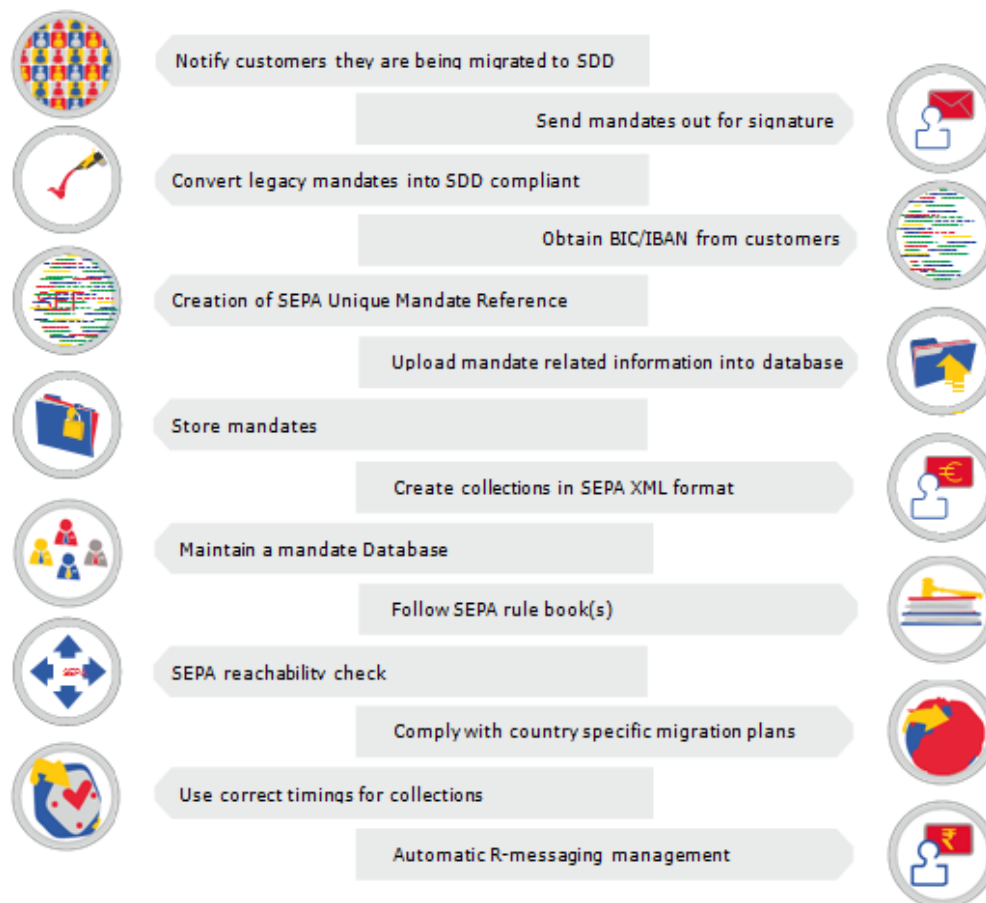 Notify customers they are being migrated to SDD
Send mandates out for signature
Convert legacy mandates into SDD compliant
Obtain BIC/IBAN from customers
Creation of SEPA Unique Mandate Reference
Upload mandate related information into database
Store mandates
Create collections in SEPA XML format
€
Maintain a mandate Database
Follow SEPA rule book(s)
SEPA reachability check
SEPA
Comply with country specific migration plans
Use correct timings for collections
Automatic R-messaging management
₹